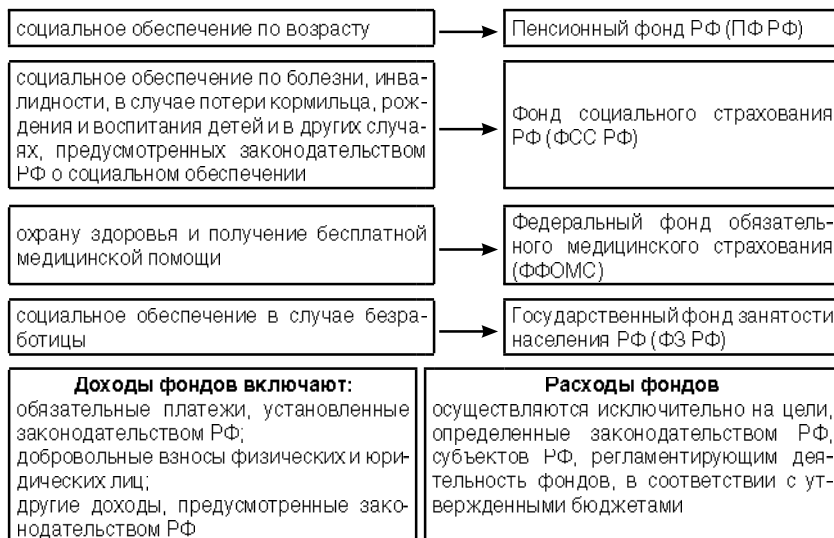 социальное обеспечение по возрасту
Пенсионный фонд РФ (ПФ РФ)
социальное обеспечение по болезни, инва-
лидности, в случае потери кормильца, рож-
дения и воспитания детей и в других случа-
ях, предусмотренных законодательством
РФ о социальном обеспечении
Фонд социального страхования
РФ (ФСС РФ)
охрану здоровья и получение бесплатной
медицинской помощи
Федеральный фонд обязатель-
ного медицинского страхования
(ФФОМС)
социальное обеспечение в случае безра-
ботицы
Государственный фонд занятости
населения РФ (ФЗ РФ)
Доходы фондов включают:
обязательные платежи, установленные
законодательством РФ;
добровольные взносы физических и юри-
дических лиц;
другие доходы, предусмотренные зако-
нодательством РФ
Расходы фондов
осуществляются исключительно на цели,
определенные законодательством РФ,
субъектов РФ, регламентирующим дея-
тельность фондов, в соответствии с ут-
вержденными бюджетами